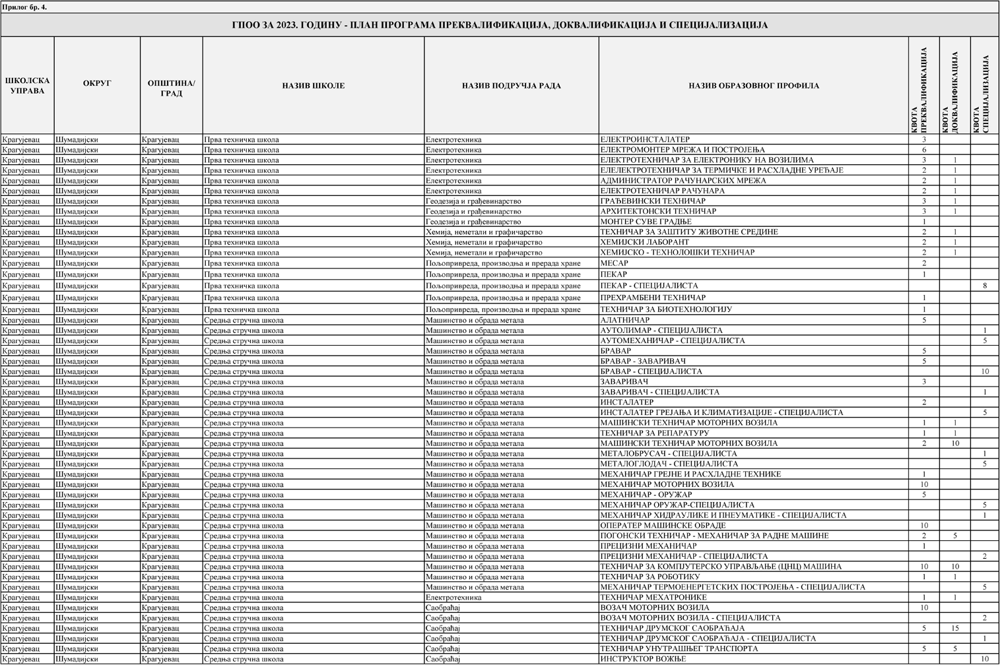 Прилог бр. 4.
ГПОО ЗА 2023. ГОДИНУ - ПЛАН ПРОГРАМА ПРЕКВАЛИФИКАЦИЈА, ДОКВАЛИФИКАЦИЈА И СПЕЦИЈАЛИЗАЦИЈА
ШКОЛСКА УПРАВА ОКРУГ ОПШТИНА/ ГРАД НАЗИВ ШКОЛЕ НАЗИВ ПОДРУЧЈА РАДА НАЗИВ ОБРАЗОВНОГ ПРОФИЛА КВОТА ПРЕКВАЛИФИКАЦИЈА КВОТА ДОКВАЛИФИКАЦИЈА КВОТА СПЕЦИЈАЛИЗАЦИЈА
Крагујевац Шумадијски Крагујевац Прва техничка школа Електротехника ЕЛЕКТРОИНСТАЛАТЕР 3
Крагујевац Шумадијски Крагујевац Прва техничка школа Електротехника ЕЛЕКТРОМОНТЕР МРЕЖА И ПОСТРОЈЕЊА 6
Крагујевац Шумадијски Крагујевац Прва техничка школа Електротехника ЕЛЕКТРОТЕХНИЧАР ЗА ЕЛЕКТРОНИКУ НА ВОЗИЛИМА 3 1
Крагујевац Шумадијски Крагујевац Прва техничка школа Електротехника ЕЛЕЛЕКТРОТЕХНИЧАР ЗА ТЕРМИЧКЕ И РАСХЛАДНЕ УРЕЂАЈЕ 2 1
Крагујевац Шумадијски Крагујевац Прва техничка школа Електротехника АДМИНИСТРАТОР РАЧУНАРСКИХ МРЕЖА 2 1
Крагујевац Шумадијски Крагујевац Прва техничка школа Електротехника ЕЛЕКТРОТЕХНИЧАР РАЧУНАРА 2 1
Крагујевац Шумадијски Крагујевац Прва техничка школа Геодезија и грађевинарство ГРАЂЕВИНСКИ ТЕХНИЧАР 3 1
Крагујевац Шумадијски Крагујевац Прва техничка школа Геодезија и грађевинарство АРХИТЕКТОНСКИ ТЕХНИЧАР 3 1
Крагујевац Шумадијски Крагујевац Прва техничка школа Геодезија и грађевинарство МОНТЕР СУВЕ ГРАДЊЕ 1
Крагујевац Шумадијски Крагујевац Прва техничка школа Хемија, неметали и графичарство ТЕХНИЧАР ЗА ЗАШТИТУ ЖИВОТНЕ СРЕДИНЕ 2 1
Крагујевац Шумадијски Крагујевац Прва техничка школа Хемија, неметали и графичарство ХЕМИЈСКИ ЛАБОРАНТ 2 1
Крагујевац Шумадијски Крагујевац Прва техничка школа Хемија, неметали и графичарство ХЕМИЈСКО - ТЕХНОЛОШКИ ТЕХНИЧАР 2 1
Крагујевац Шумадијски Крагујевац Прва техничка школа Пољопривреда, производња и прерада хране МЕСАР 2
Крагујевац Шумадијски Крагујевац Прва техничка школа Пољопривреда, производња и прерада хране ПЕКАР 1
Крагујевац Шумадијски Крагујевац Прва техничка школа Пољопривреда, производња и прерада хране ПЕКАР - СПЕЦИЈАЛИСТА 8
Крагујевац Шумадијски Крагујевац Прва техничка школа Пољопривреда, производња и прерада хране ПРЕХРАМБЕНИ ТЕХНИЧАР 1
Крагујевац Шумадијски Крагујевац Прва техничка школа Пољопривреда, производња и прерада хране ТЕХНИЧАР ЗА БИОТЕХНОЛОГИЈУ 1
Крагујевац Шумадијски Крагујевац Средња стручна школа Машинство и обрада метала АЛАТНИЧАР 5
Крагујевац Шумадијски Крагујевац Средња стручна школа Машинство и обрада метала АУТОЛИМАР - СПЕЦИЈАЛИСТА 1
Крагујевац Шумадијски Крагујевац Средња стручна школа Машинство и обрада метала АУТОМЕХАНИЧАР - СПЕЦИЈАЛИСТА 5
Крагујевац Шумадијски Крагујевац Средња стручна школа Машинство и обрада метала БРАВАР 5
Крагујевац Шумадијски Крагујевац Средња стручна школа Машинство и обрада метала БРАВАР - ЗАВАРИВАЧ 5
Крагујевац Шумадијски Крагујевац Средња стручна школа Машинство и обрада метала БРАВАР - СПЕЦИЈАЛИСТА 10
Крагујевац Шумадијски Крагујевац Средња стручна школа Машинство и обрада метала ЗАВАРИВАЧ 3
Крагујевац Шумадијски Крагујевац Средња стручна школа Машинство и обрада метала ЗАВАРИВАЧ - СПЕЦИЈАЛИСТА 1
Крагујевац Шумадијски Крагујевац Средња стручна школа Машинство и обрада метала ИНСТАЛАТЕР 2
Крагујевац Шумадијски Крагујевац Средња стручна школа Машинство и обрада метала ИНСТАЛАТЕР ГРЕЈАЊА И КЛИМАТИЗАЦИЈЕ - СПЕЦИЈАЛИСТА 5
Крагујевац Шумадијски Крагујевац Средња стручна школа Машинство и обрада метала МАШИНСКИ ТЕХНИЧАР МОТОРНИХ ВОЗИЛА 1 1
Крагујевац Шумадијски Крагујевац Средња стручна школа Машинство и обрада метала ТЕХНИЧАР ЗА РЕПАРАТУРУ 1 1
Крагујевац Шумадијски Крагујевац Средња стручна школа Машинство и обрада метала МАШИНСКИ ТЕХНИЧАР МОТОРНИХ ВОЗИЛА 2 10
Крагујевац Шумадијски Крагујевац Средња стручна школа Машинство и обрада метала МЕТАЛОБРУСАЧ - СПЕЦИЈАЛИСТА 1
Крагујевац Шумадијски Крагујевац Средња стручна школа Машинство и обрада метала МЕТАЛОГЛОДАЧ - СПЕЦИЈАЛИСТА 5
Крагујевац Шумадијски Крагујевац Средња стручна школа Машинство и обрада метала МЕХАНИЧАР ГРЕЈНЕ И РАСХЛАДНЕ ТЕХНИКЕ 1
Крагујевац Шумадијски Крагујевац Средња стручна школа Машинство и обрада метала МЕХАНИЧАР МОТОРНИХ ВОЗИЛА 10
Крагујевац Шумадијски Крагујевац Средња стручна школа Машинство и обрада метала МЕХАНИЧАР - ОРУЖАР 5
Крагујевац Шумадијски Крагујевац Средња стручна школа Машинство и обрада метала МЕХАНИЧАР ОРУЖАР-СПЕЦИЈАЛИСТА 5
Крагујевац Шумадијски Крагујевац Средња стручна школа Машинство и обрада метала МЕХАНИЧАР ХИДРАУЛИКЕ И ПНЕУМАТИКЕ - СПЕЦИЈАЛИСТА 1
Крагујевац Шумадијски Крагујевац Средња стручна школа Машинство и обрада метала ОПЕРАТЕР МАШИНСКЕ ОБРАДЕ 10
Крагујевац Шумадијски Крагујевац Средња стручна школа Машинство и обрада метала ПОГОНСКИ ТЕХНИЧАР - МЕХАНИЧАР ЗА РАДНЕ МАШИНЕ 2 5
Крагујевац Шумадијски Крагујевац Средња стручна школа Машинство и обрада метала ПРЕЦИЗНИ МЕХАНИЧАР 1
Крагујевац Шумадијски Крагујевац Средња стручна школа Машинство и обрада метала ПРЕЦИЗНИ МЕХАНИЧАР - СПЕЦИЈАЛИСТА 2
Крагујевац Шумадијски Крагујевац Средња стручна школа Машинство и обрада метала ТЕХНИЧАР ЗА КОМПЈУТЕРСКО УПРАВЉАЊЕ (ЦНЦ) МАШИНА 10 10
Крагујевац Шумадијски Крагујевац Средња стручна школа Машинство и обрада метала ТЕХНИЧАР ЗА РОБОТИКУ 1 1
Крагујевац Шумадијски Крагујевац Средња стручна школа Машинство и обрада метала МЕХАНИЧАР ТЕРМОЕНЕРГЕТСКИХ ПОСТРОЈЕЊА - СПЕЦИЈАЛИСТА 5
Крагујевац Шумадијски Крагујевац Средња стручна школа Електротехника ТЕХНИЧАР МЕХАТРОНИКЕ 1 1
Крагујевац Шумадијски Крагујевац Средња стручна школа Саобраћај ВОЗАЧ МОТОРНИХ ВОЗИЛА 10
Крагујевац Шумадијски Крагујевац Средња стручна школа Саобраћај ВОЗАЧ МОТОРНИХ ВОЗИЛА - СПЕЦИЈАЛИСТА 2
Крагујевац Шумадијски Крагујевац Средња стручна школа Саобраћај ТЕХНИЧАР ДРУМСКОГ САОБРАЋАЈА 5 15
Крагујевац Шумадијски Крагујевац Средња стручна школа Саобраћај ТЕХНИЧАР ДРУМСКОГ САОБРАЋАЈА - СПЕЦИЈАЛИСТА 1
Крагујевац Шумадијски Крагујевац Средња стручна школа Саобраћај ТЕХНИЧАР УНУТРАШЊЕГ ТРАНСПОРТА 5 5
Крагујевац Шумадијски Крагујевац Средња стручна школа Саобраћај ИНСТРУКТОР ВОЖЊЕ 10